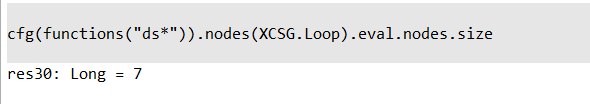 cfg(functions("ds*")).nodes(XCSG.Loop).eval.nodes.size
res30: Long = 7